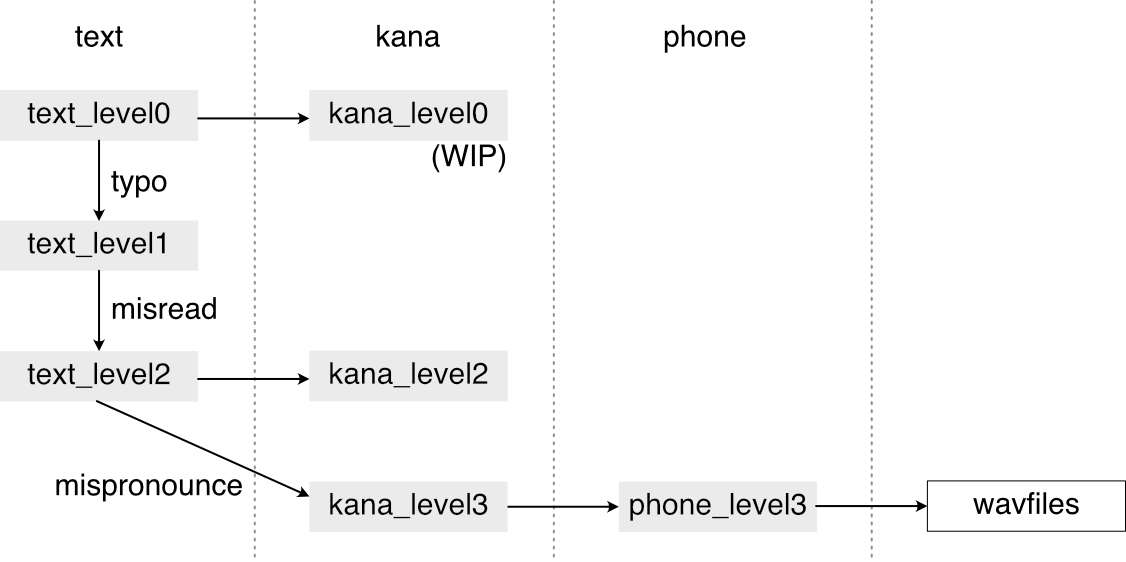 text kana phone
text_level0 kana_level0
(WIP)
typo
text_level1
misread
text_level2 kana_level2
mispronounce
kana_level3 phone_level3 wavfiles